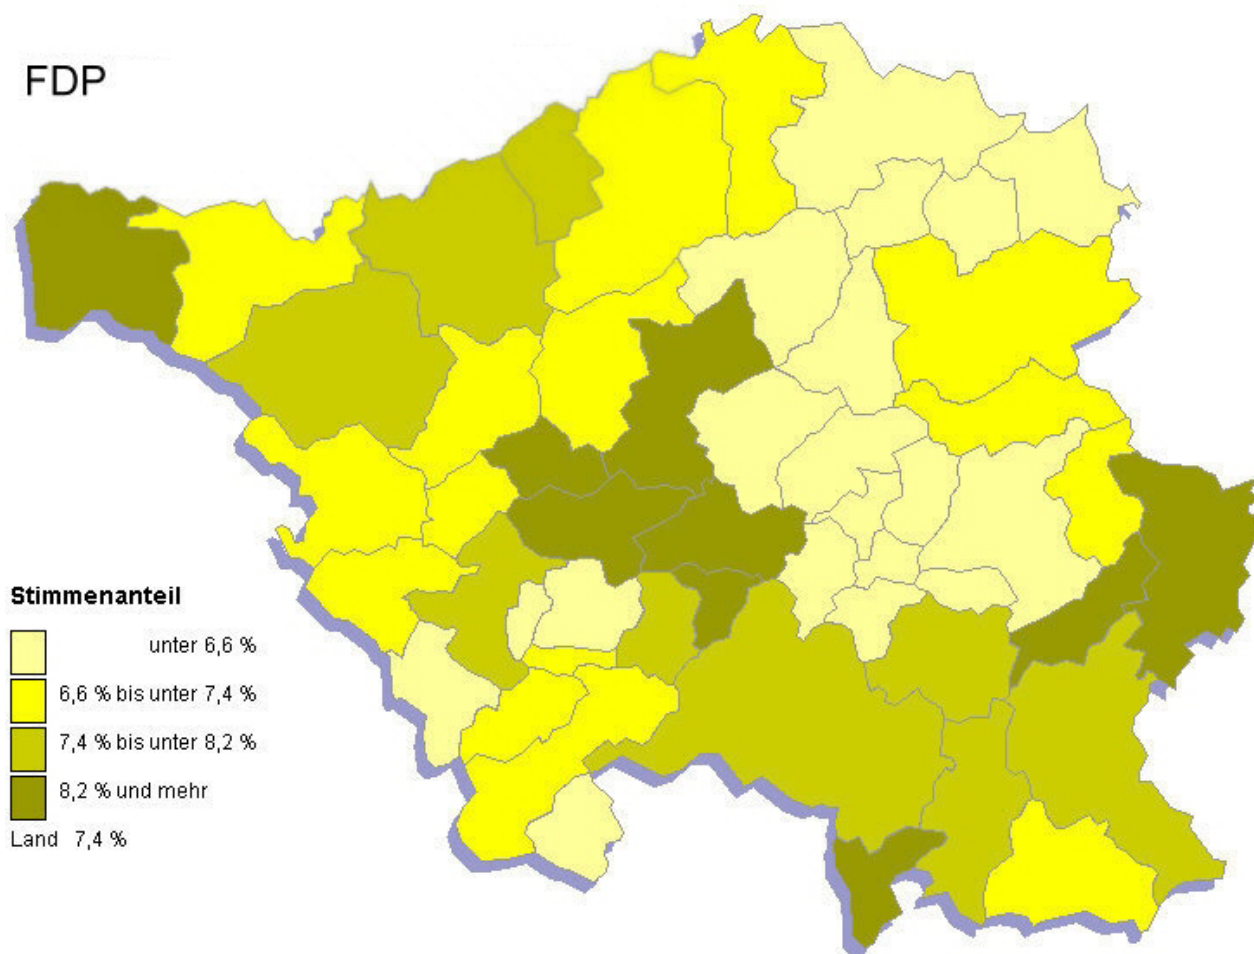 FDP
Stimmenanteil
unter 6,6 %
6,6 % bis unter 7,4 %
7,4 % bis unter 8,2 %
8,2 % und mehr
Land 7,4 %